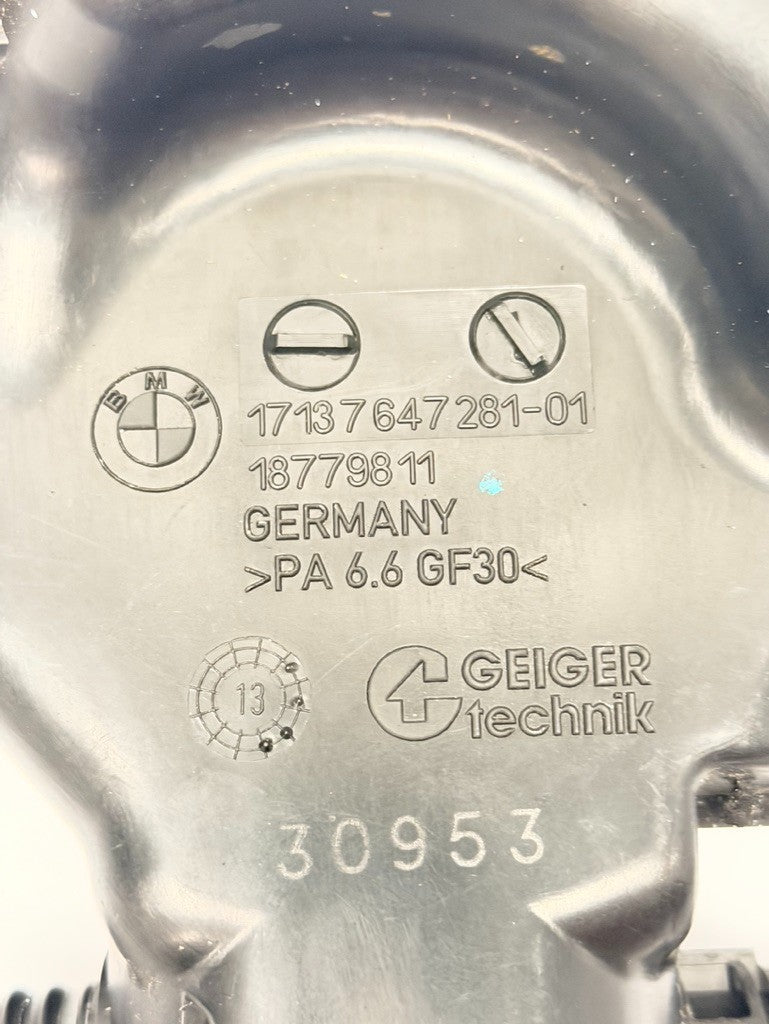 BMW
17137647281-01
18779811
GERMANY
>PA 6.6 GF30<
13
GEIGER
technik
30953